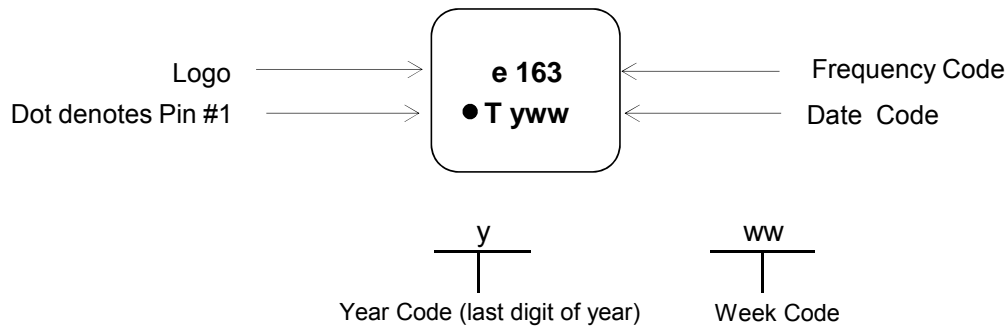 Logo
e 163
Frequency Code
Dot denotes Pin #1
T yww
Date Code
y
ww
Year Code (last digit of year)
Week Code